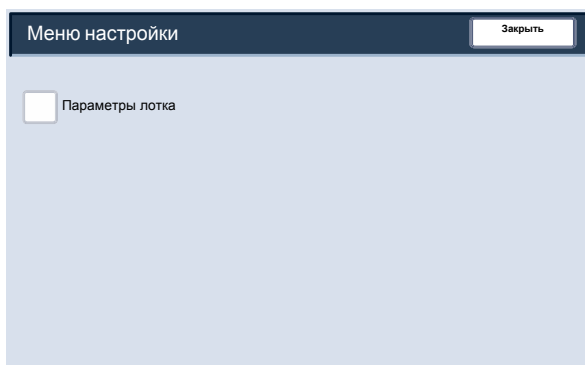 Меню настройки
Закрыть
Параметры лотка